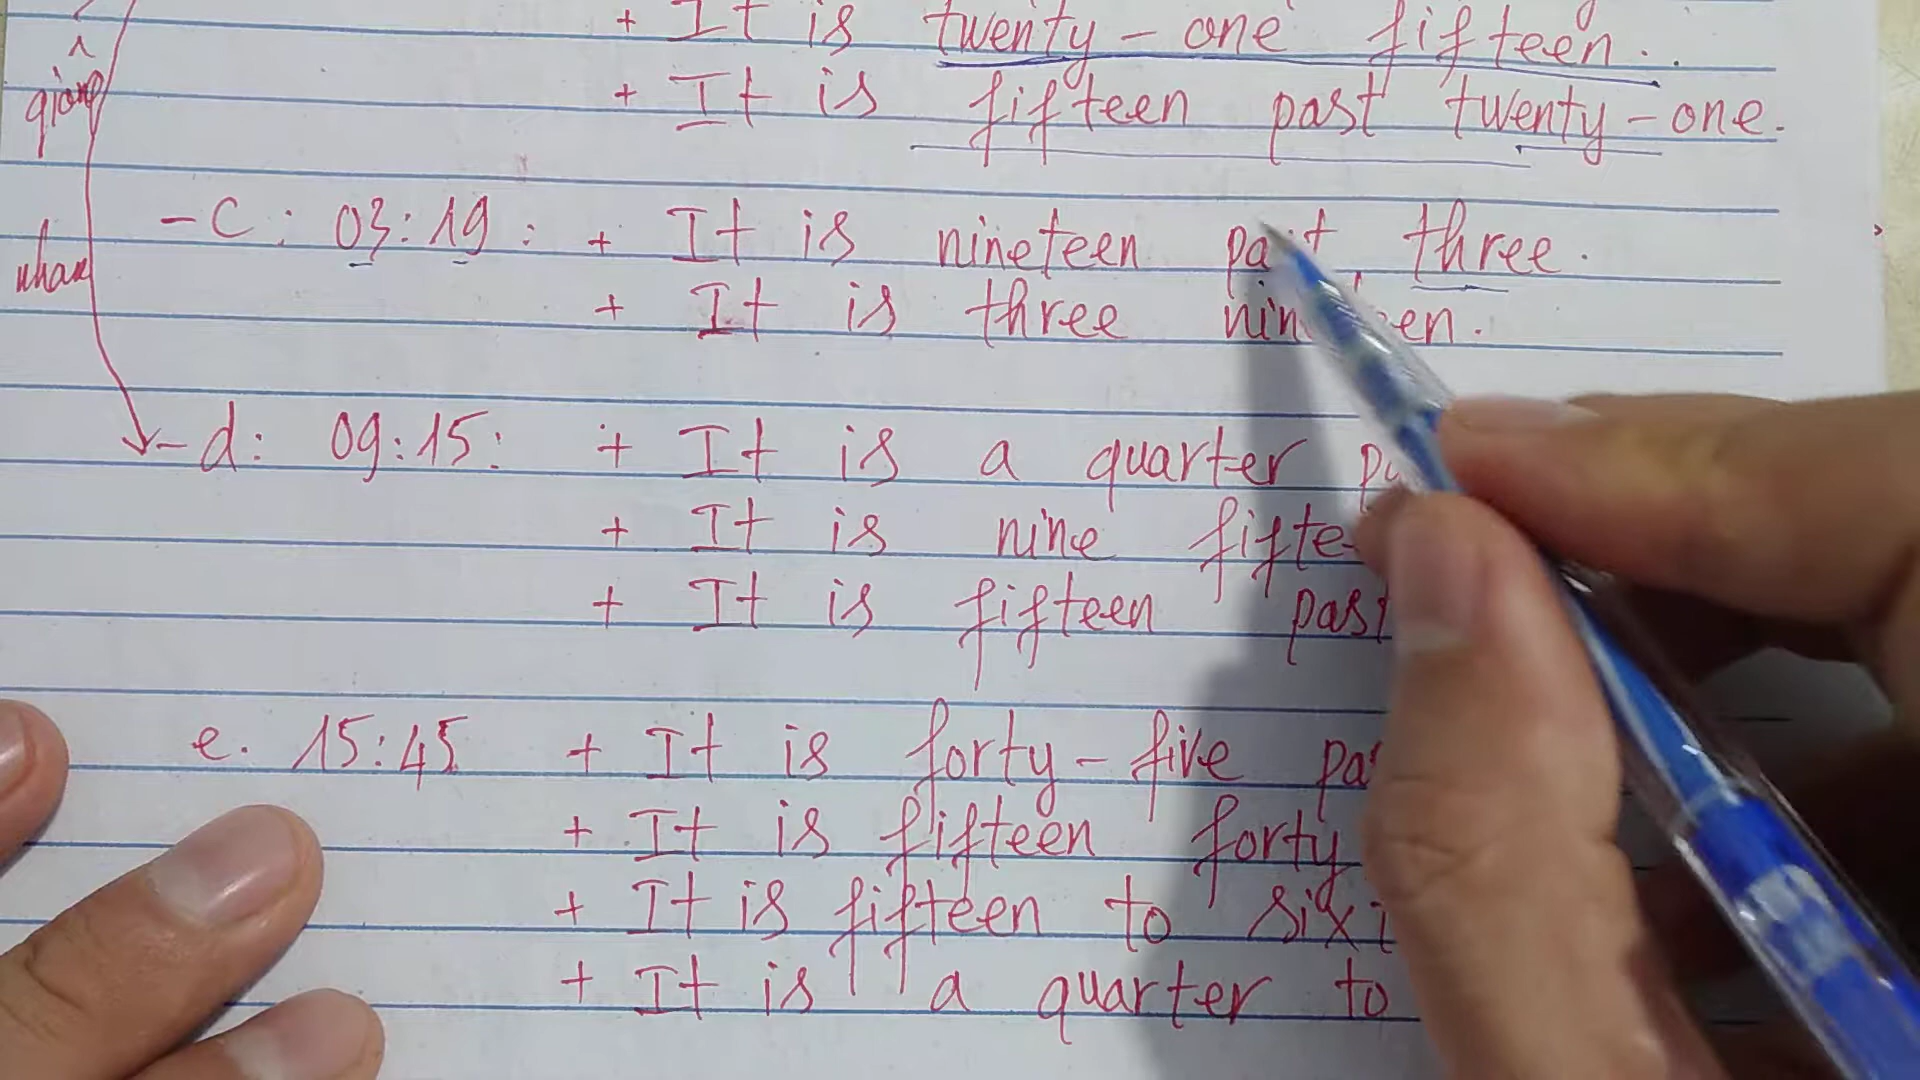 + It is twenty-one fifteen.
+ It is fifteen past twenty-one.
giống nhau
- C: 03:19: + It is nineteen past three.
+ It is three nineteen.
- d: 09:15: + It is a quarter
+ It is nine
+ It is fifteen past
e. 15:45 + It is forty-five
+ It is fifteen forty
+ It is fifteen to
+ It is a quarter to